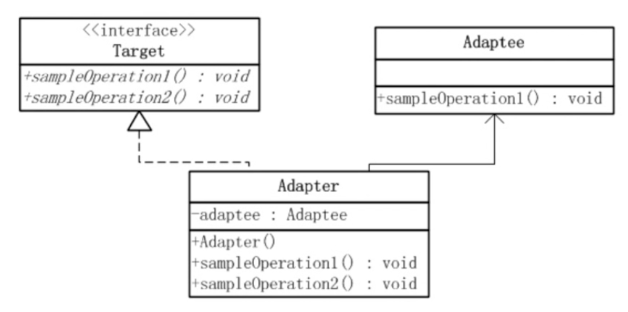 <<interface>>
Target
+sampleOperation1() : void
+sampleOperation2() : void
Adaptee
+sampleOperation1() : void
Adapter
-adaptee : Adaptee
+Adapter()
+sampleOperation1() : void
+sampleOperation2() : void